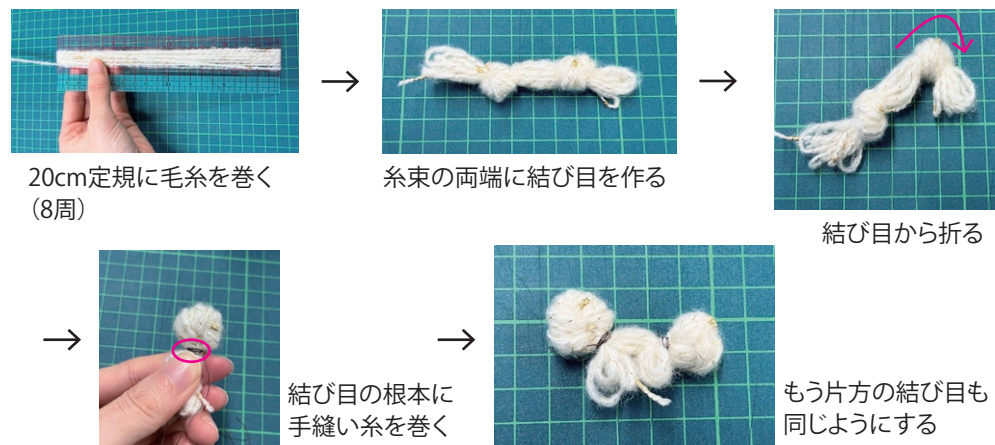 20cm定規に毛糸を巻く
（8周）
糸束の両端に結び目を作る
結び目から折る
結び目の根本に
手縫い糸を巻く
もう片方の結び目も
同じようにする